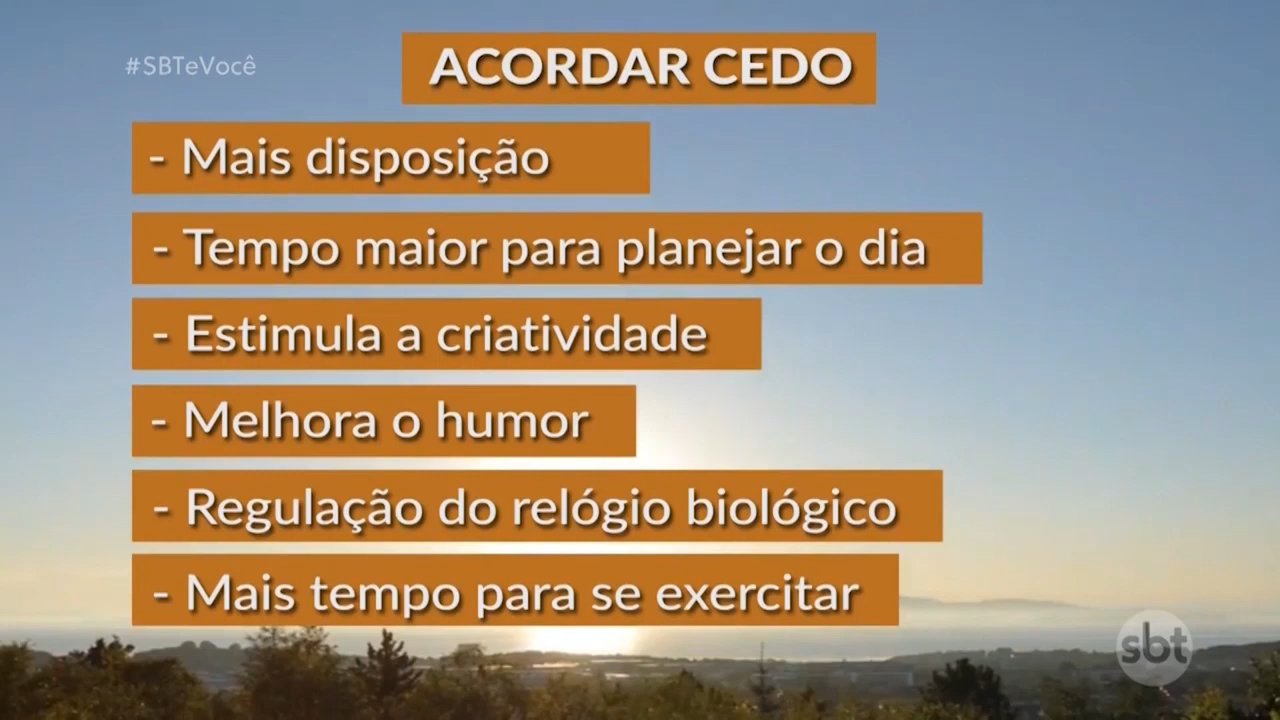 #SBTeVocê
ACORDAR CEDO
- Mais disposição
- Tempo maior para planejar o dia
- Estimula a criatividade
- Melhora o humor
- Regulação do relógio biológico
- Mais tempo para se exercitar
sbt